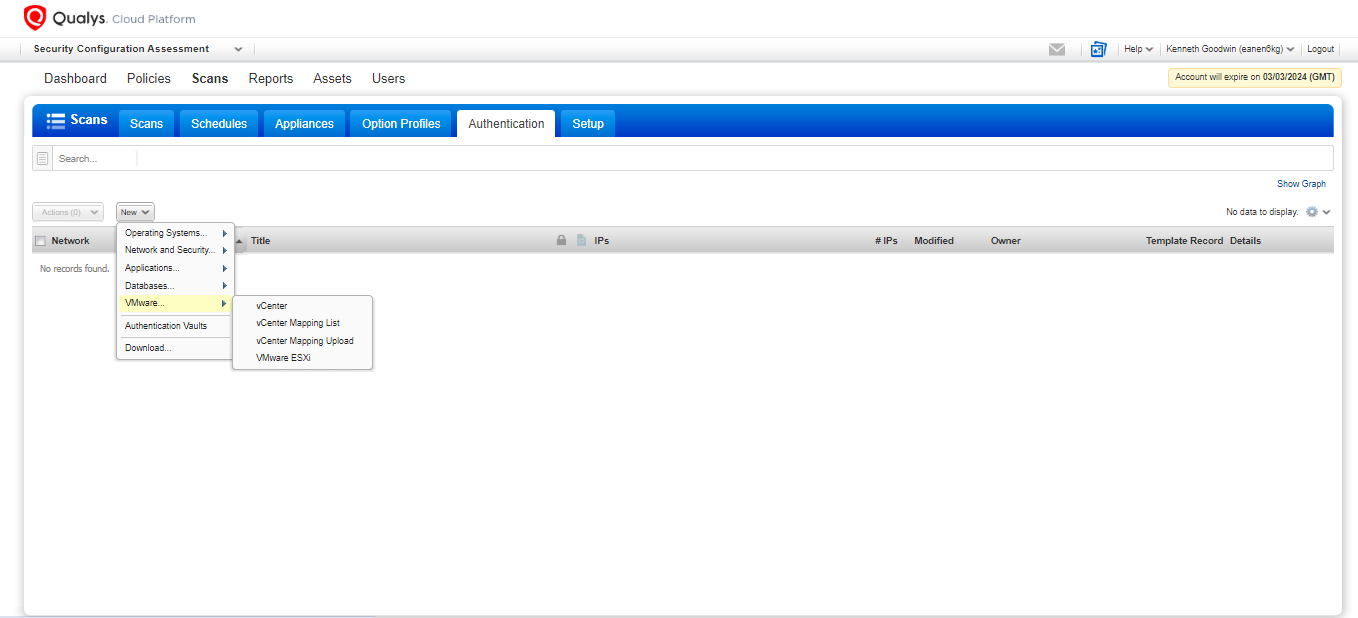 Qualys. Cloud Platform
Security Configuration Assessment
Help
Kenneth Goodwin (eanen6kg)
Logout
Dashboard Policies Scans Reports Assets Users
Account will expire on 03/03/2024 (GMT)
Scans
Scans Schedules Appliances Option Profiles Authentication Setup
Search...
Show Graph
Actions (0) New
No data to display.
Network Title IPs # IPs Modified Owner Template Record Details
No records found.
Operating Systems...
Network and Security...
Applications...
Databases...
VMware...
Authentication Vaults
Download...
vCenter
vCenter Mapping List
vCenter Mapping Upload
VMware ESXi